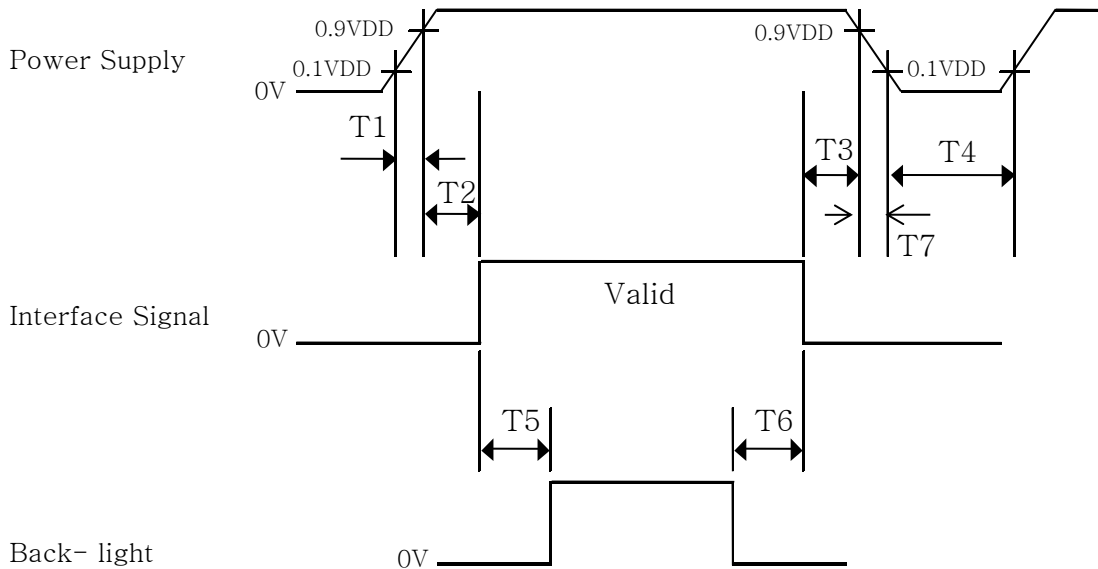 0.9VDD
0.9VDD
Power Supply
0.1VDD
0.1VDD
0V
T1
T3
T4
T2
T7
Valid
Interface Signal
0V
T5
T6
Back- light
0V